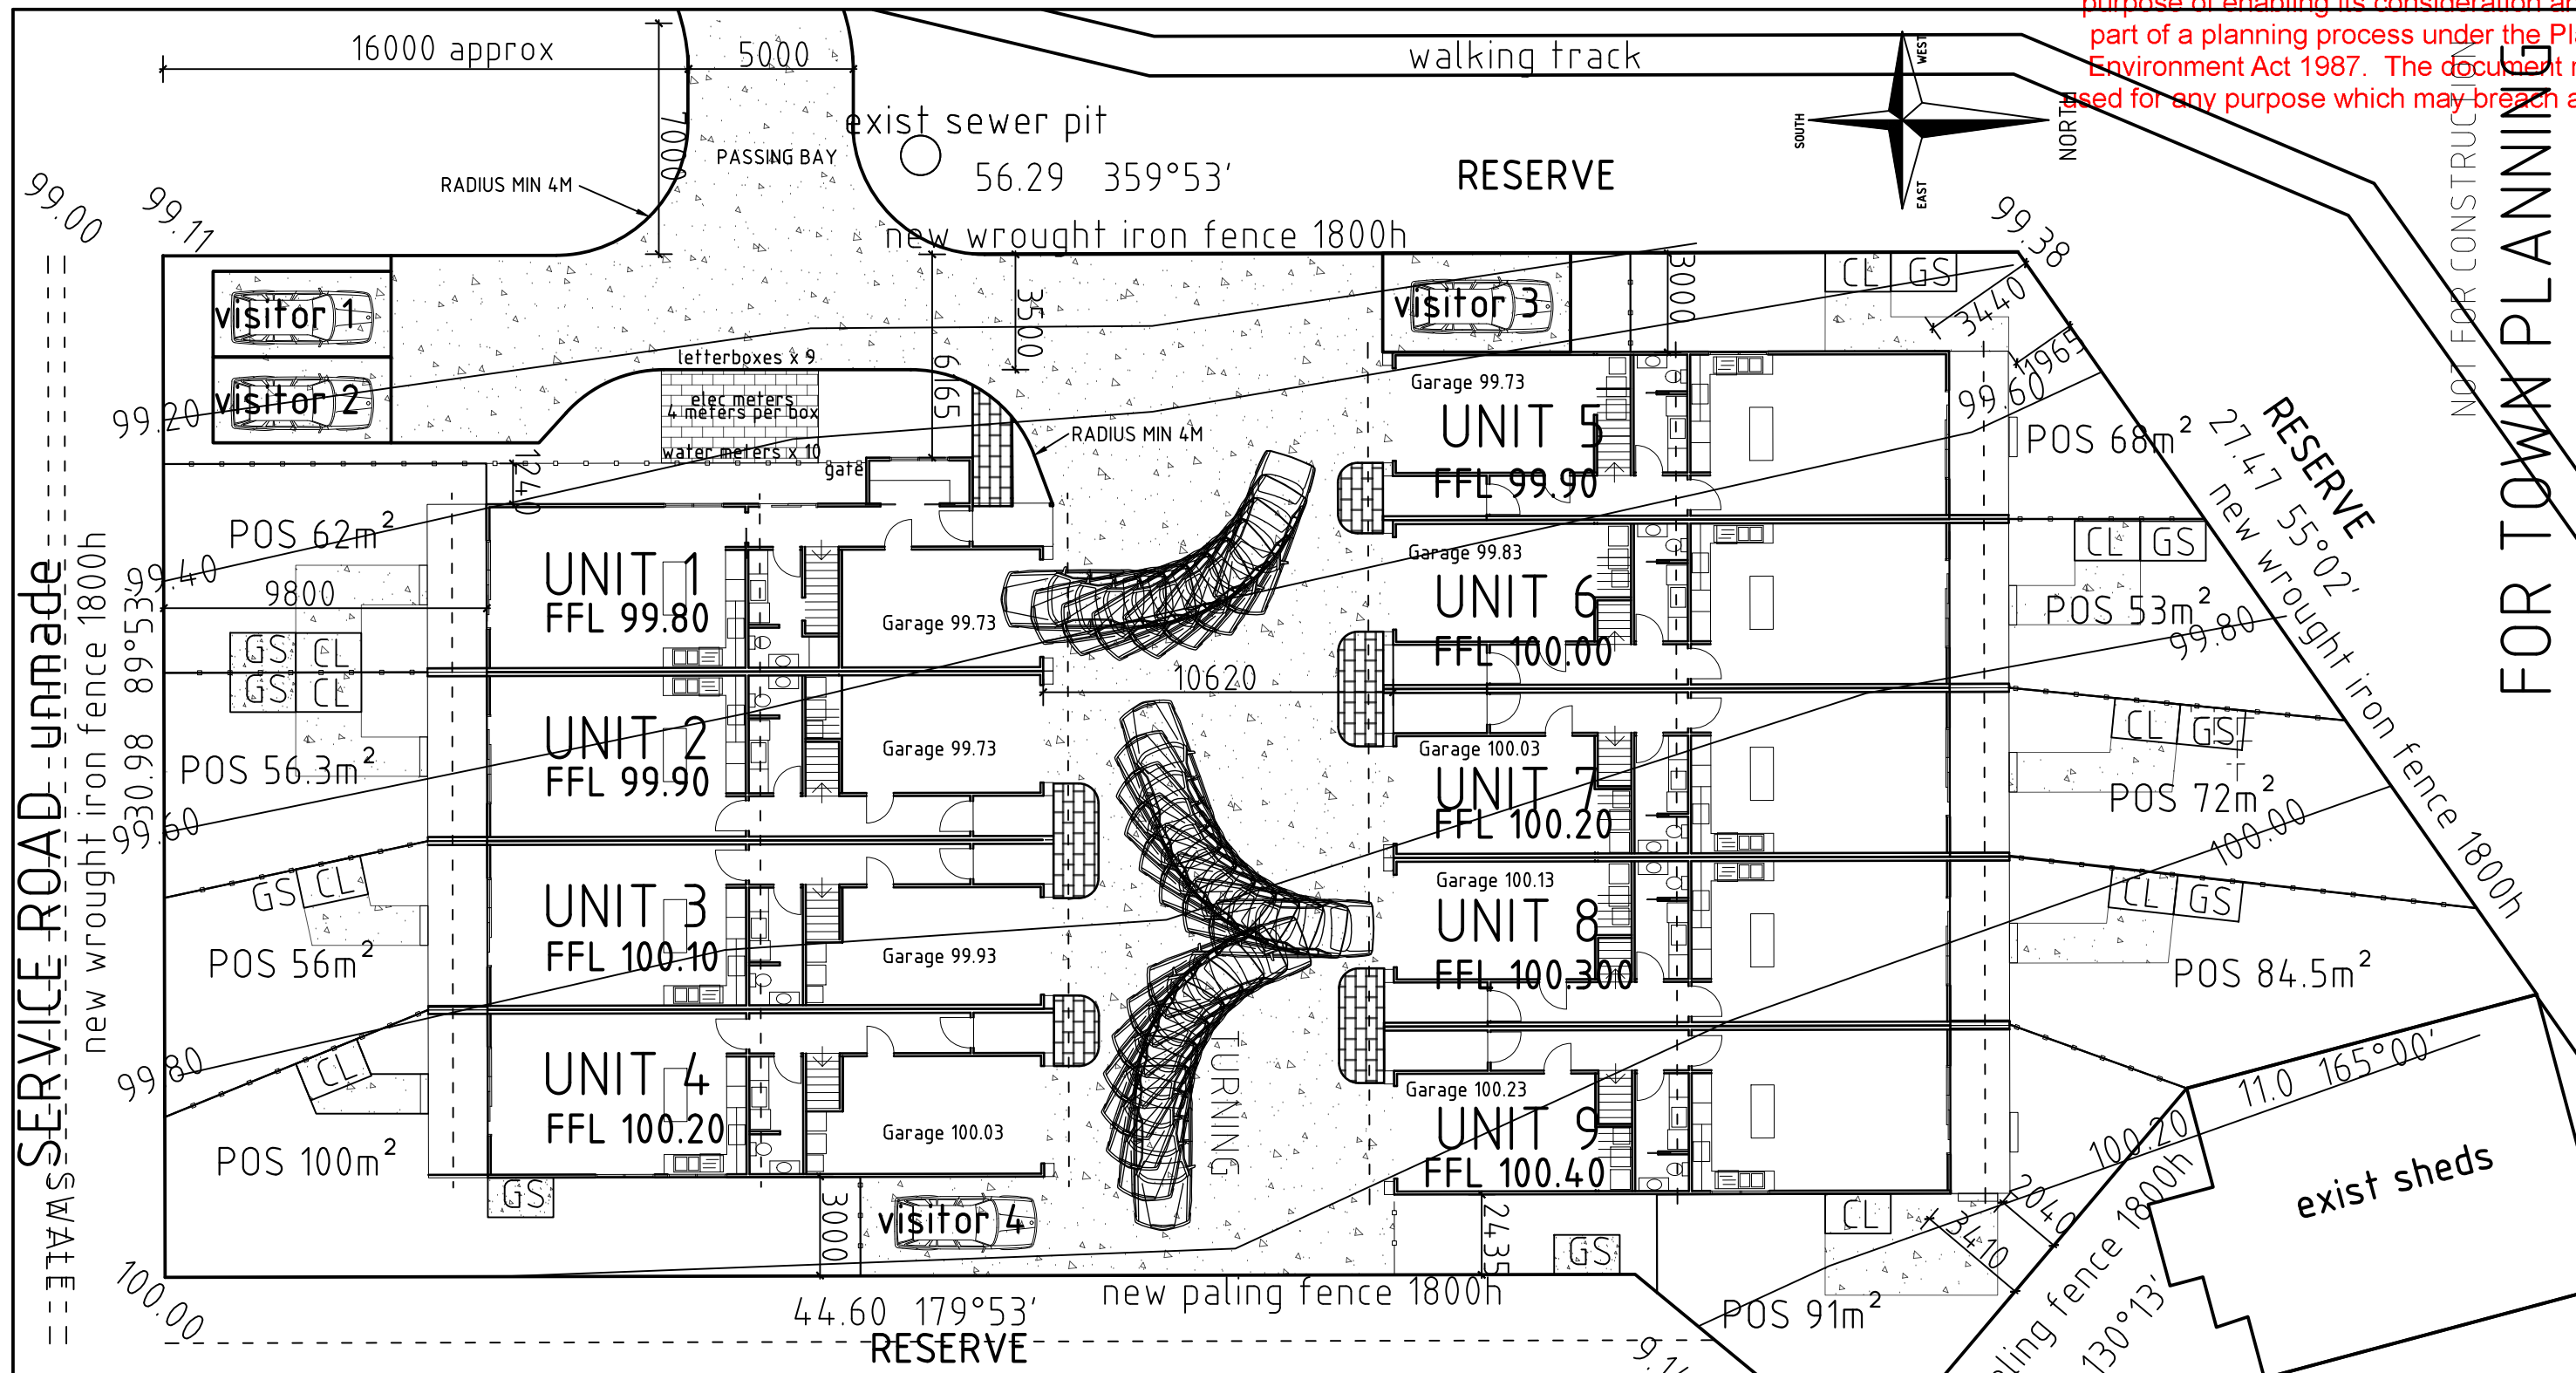 purpose of enabling its consideration an
part of a planning process under the Pla
Environment Act 1987. The document
used for any purpose which may breach a
16000 approx
5000
walking track
WEST
SOUTH
NORTH
EAST
7000
exist sewer pit
PASSING BAY
RADIUS MIN 4M
56.29 359°53'
RESERVE
new wrought iron fence 1800h
99.00
99.11
99.38
NOT FOR CONSTRUCTION
FOR TOWN PLANNING
visitor 1
visitor 2
visitor 3
3500
3000
CL GS
3440
1965
letterboxes x 9
elec meters
4 meters per box
water meters x 10
gate
6165
RADIUS MIN 4M
99.20
1240
99.60
Garage 99.73
UNIT 5
FFL 99.90
POS 68m²
RESERVE
27.47 55°02'
new wrought iron fence 1800h
POS 62m²
99.40
9800
UNIT 1
FFL 99.80
Garage 99.73
Garage 99.83
UNIT 6
FFL 100.00
CL GS
POS 53m²
99.80
SERVICE ROAD unmade
new wrought iron fence 1800h
30.98 89°53'
GS CL
GS CL
10620
UNIT 2
FFL 99.90
Garage 99.73
POS 56.3m²
99.60
Garage 100.03
UNIT 7
FFL 100.20
CL GS
POS 72m²
100.00
GS CL
UNIT 3
FFL 100.10
Garage 99.93
POS 56m²
Garage 100.13
UNIT 8
FFL 100.300
CL GS
POS 84.5m²
99.80
CL
UNIT 4
FFL 100.20
Garage 100.03
POS 100m²
TURNING
Garage 100.23
UNIT 9
FFL 100.40
11.0 165°00'
100.20
exist sheds
SWALE
GS
3000
visitor 4
2435
GS
CL
3410
2040
100.00
44.60 179°53'
new paling fence 1800h
RESERVE
POS 91m²
paling fence 1800h
130°13'